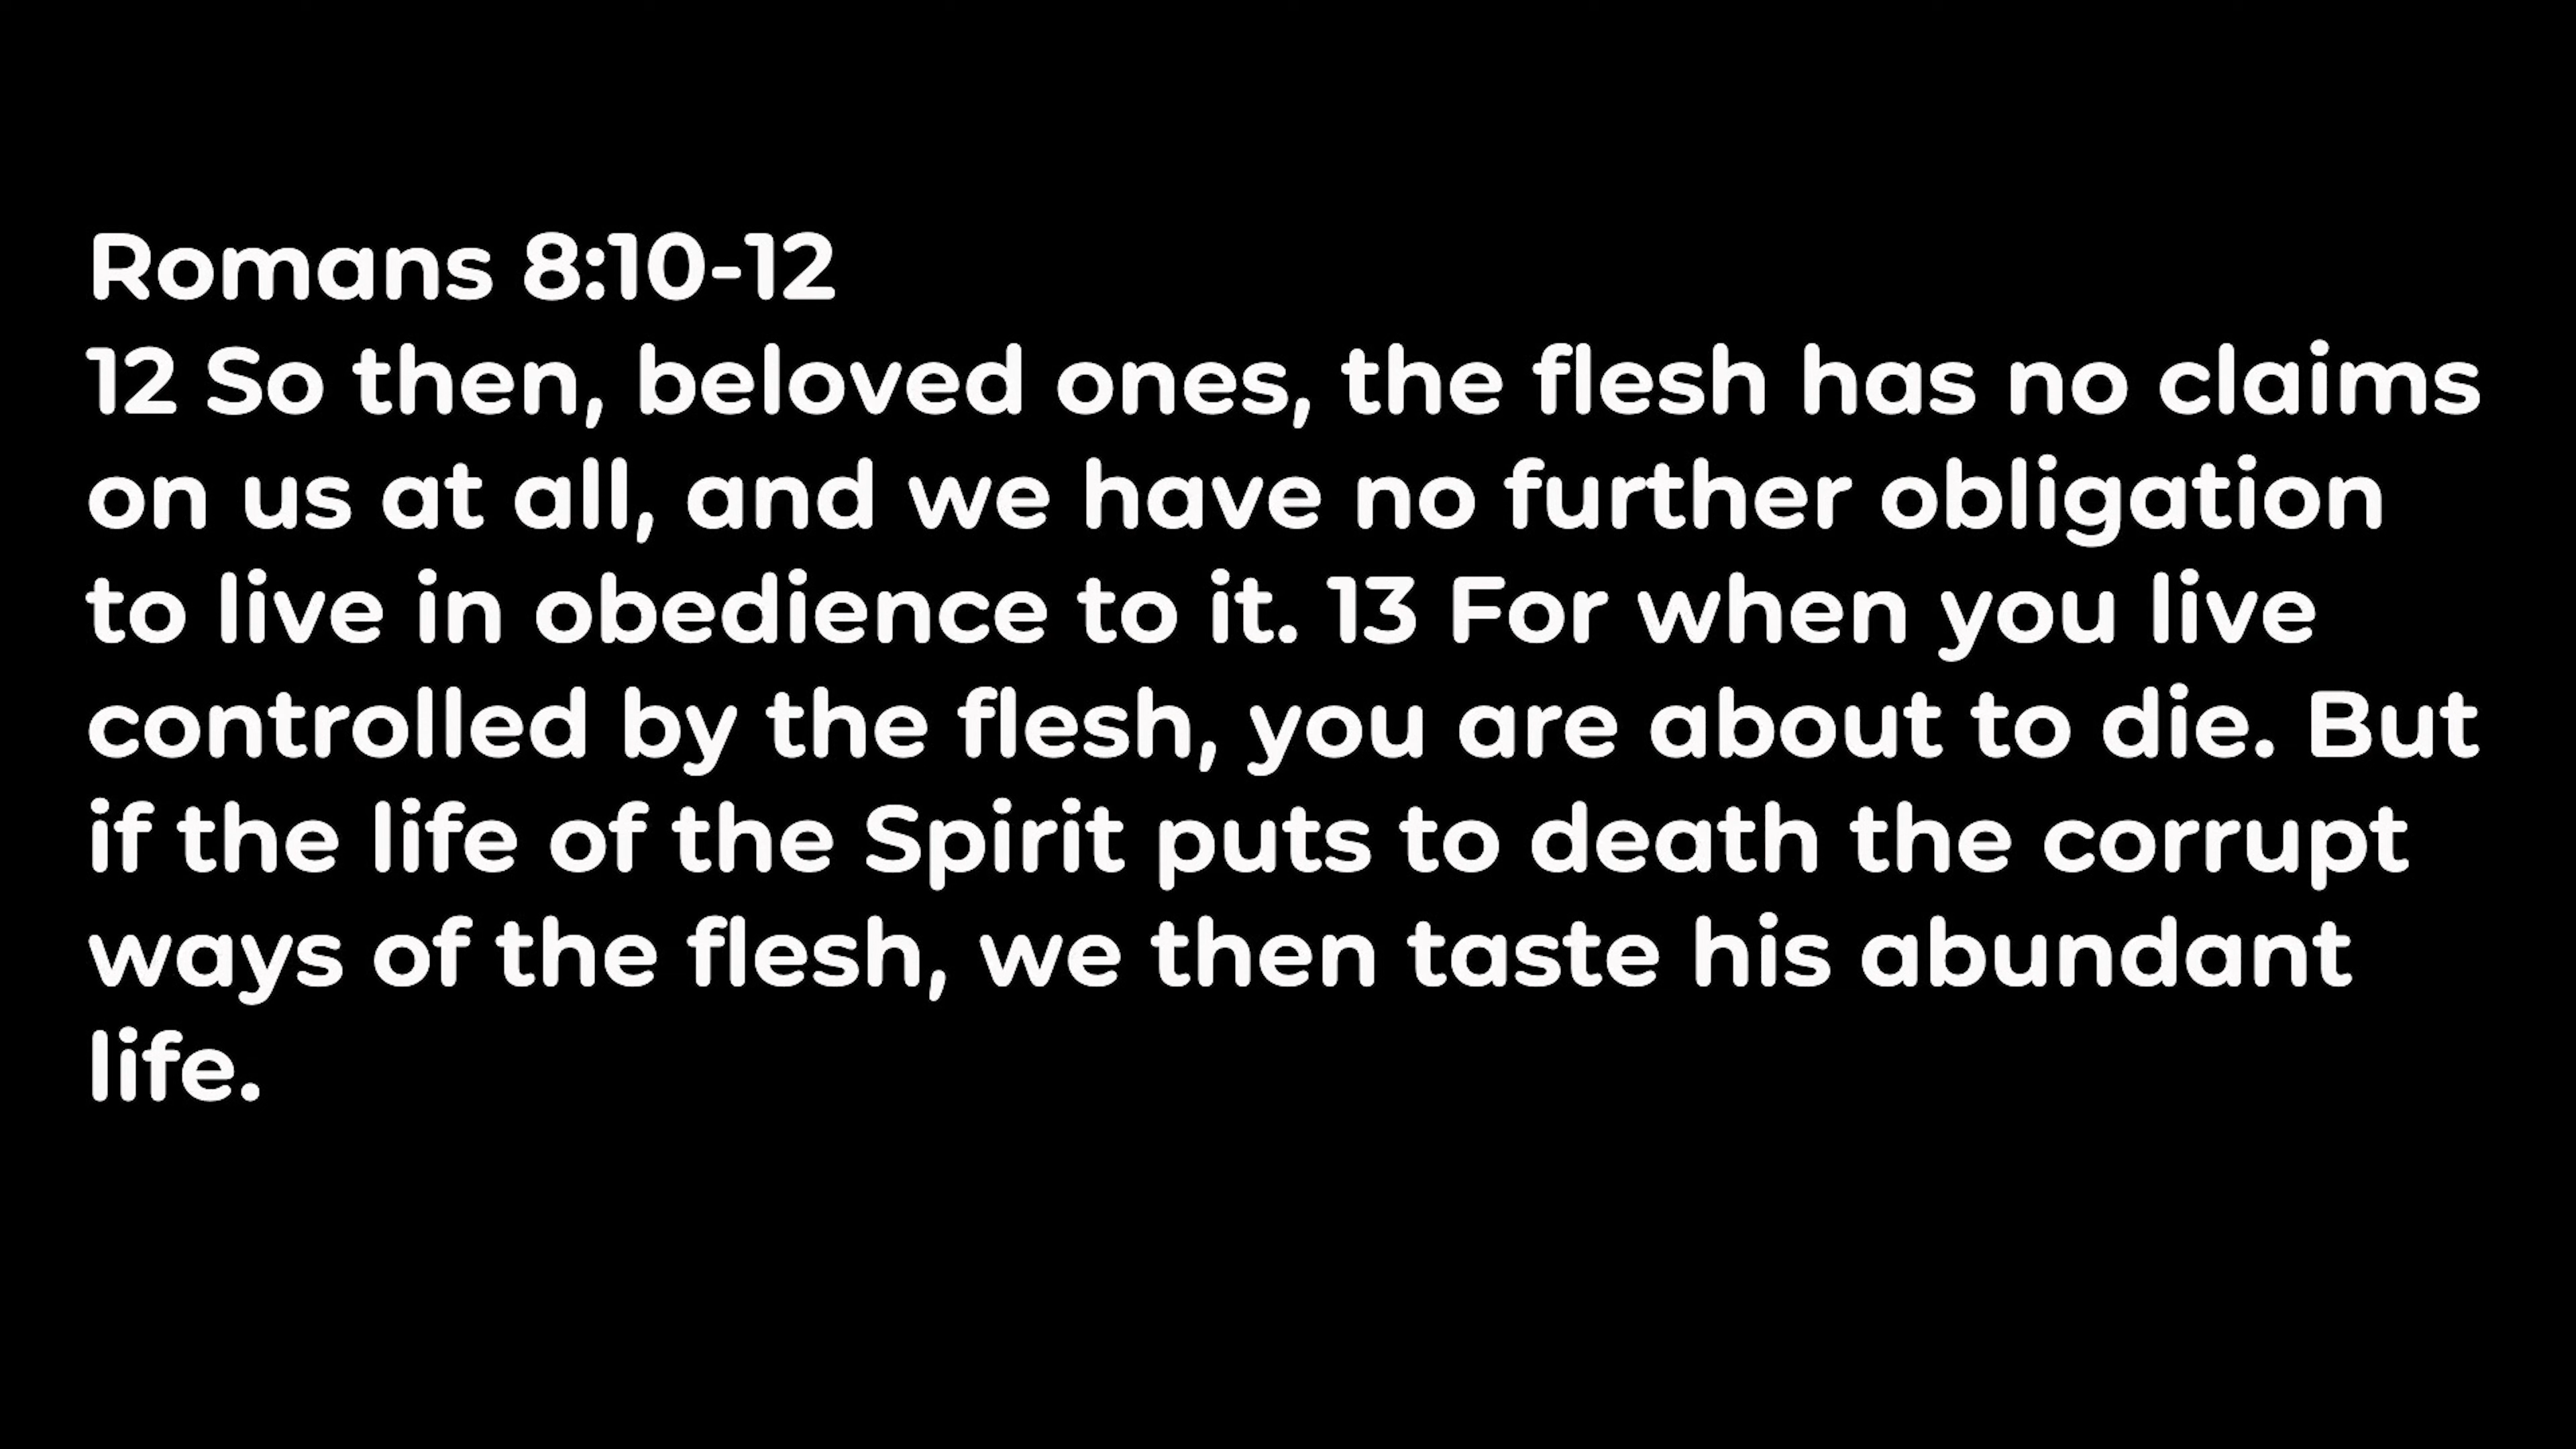 Romans 8:10-12
12 So then, beloved ones, the flesh has no claims
on us at all, and we have no further obligation
to live in obedience to it. 13 For when you live
controlled by the flesh, you are about to die. But
if the life of the Spirit puts to death the corrupt
ways of the flesh, we then taste his abundant
life.